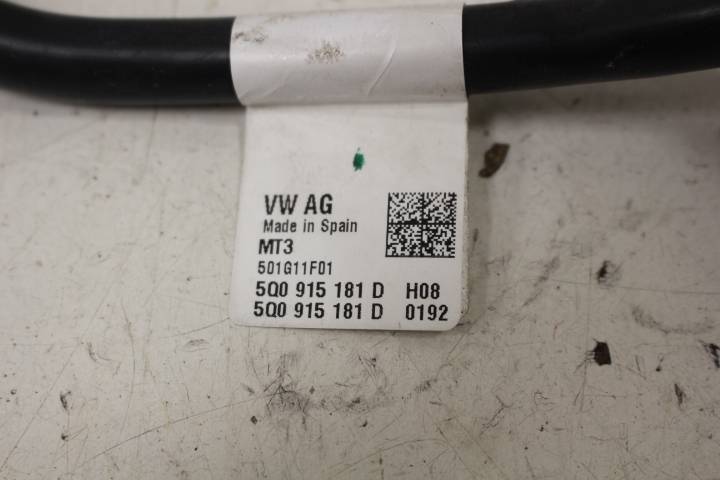 VW AG
Made in Spain
MT3
501G11F01
5Q0 915 181 D H08
5Q0 915 181 D 0192